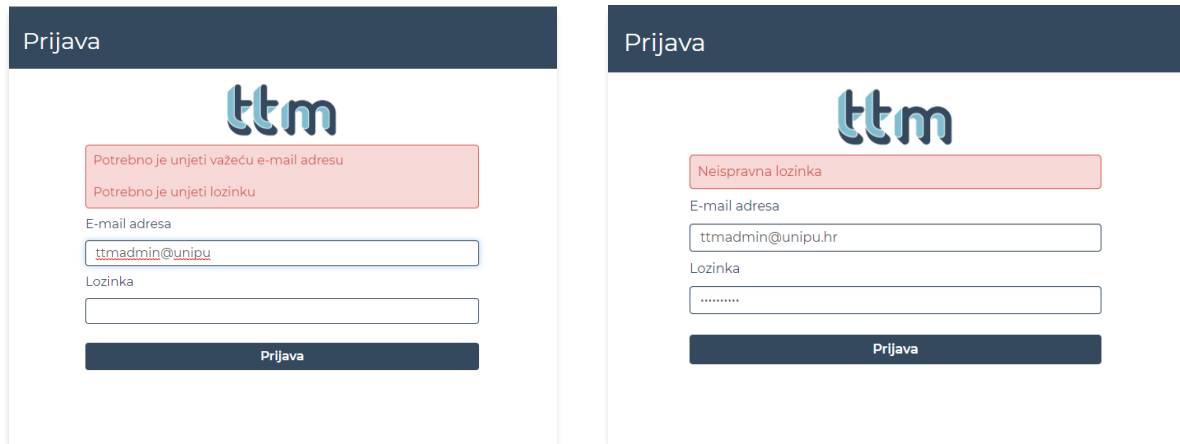 Prijava
ttm
Potrebno je unjeti važeću e-mail adresu
Potrebno je unjeti lozinku
E-mail adresa
ttmadmin@unipu
Lozinka
Prijava
Prijava
ttm
Neispravna lozinka
E-mail adresa
ttmadmin@unipu.hr
Lozinka
··········
Prijava